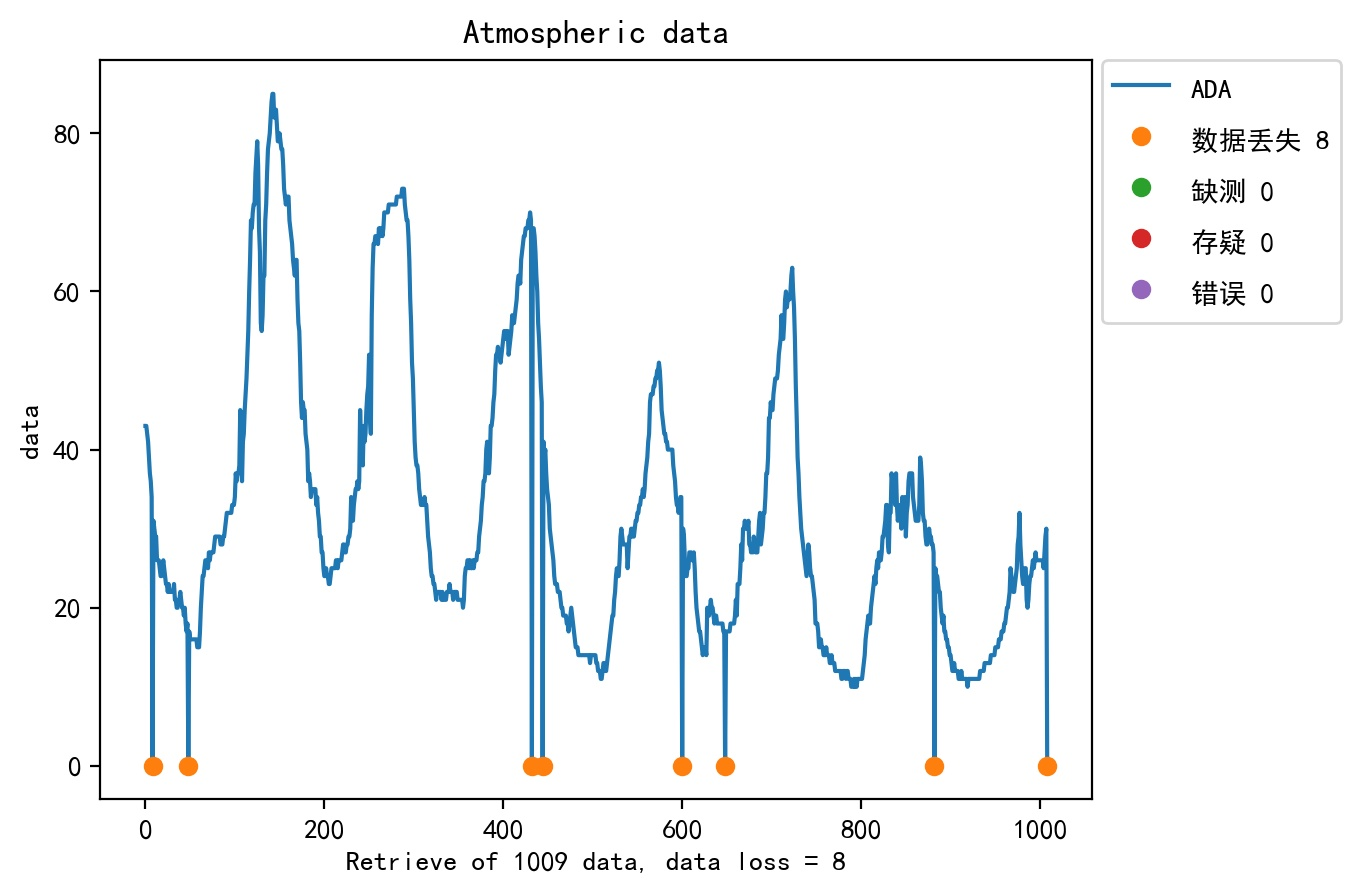 Atmospheric data
ADA
数据丢失 8
缺测 0
存疑 0
错误 0
data
80
60
40
20
0
0 200 400 600 800 1000
Retrieve of 1009 data, data loss = 8